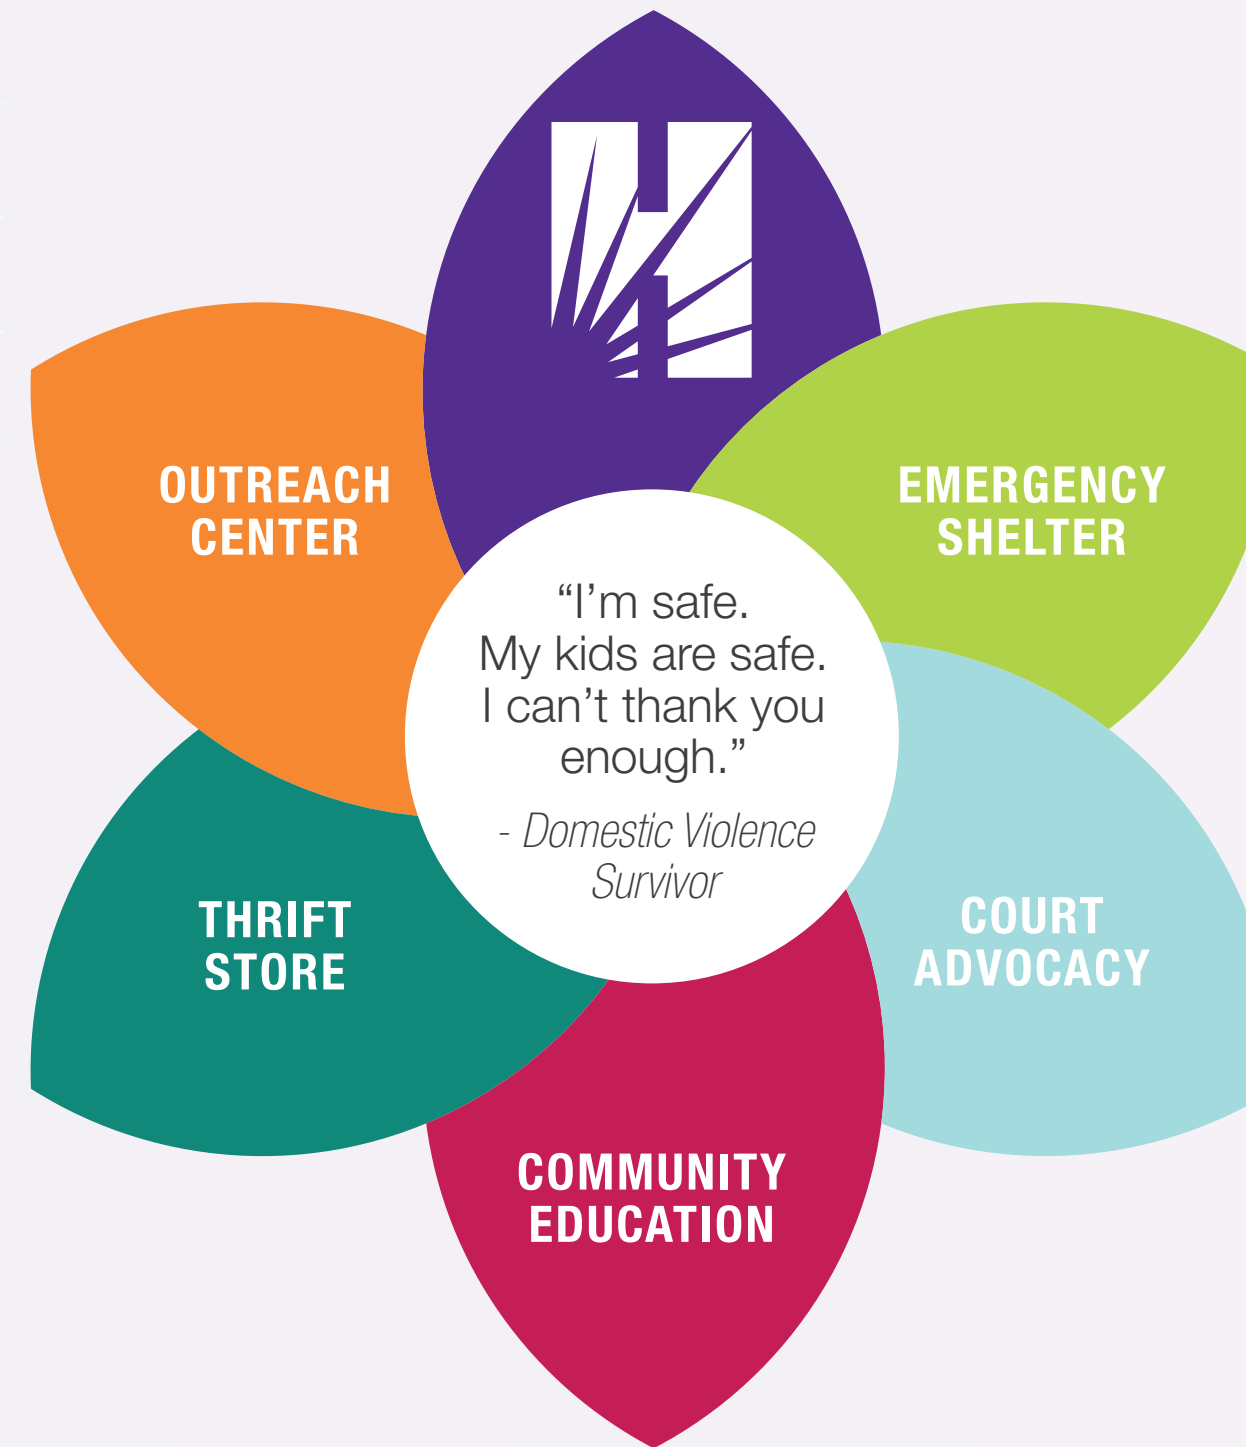 H
OUTREACH
CENTER
EMERGENCY
SHELTER
“I’m safe.
My kids are safe.
I can’t thank you
enough.”
- Domestic Violence
Survivor
THRIFT
STORE
COURT
ADVOCACY
COMMUNITY
EDUCATION